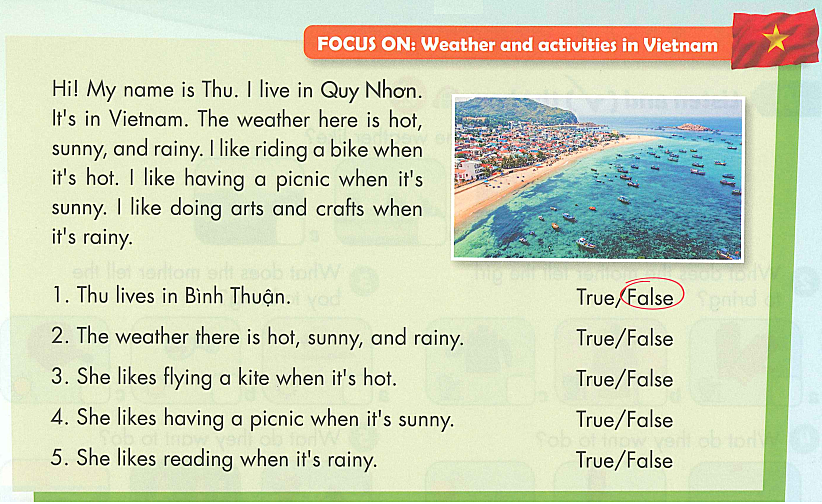 FOCUS ON: Weather and activities in Vietnam
Hi! My name is Thu. I live in Quy Nhơn.
It's in Vietnam. The weather here is hot,
sunny, and rainy. I like riding a bike when
it's hot. I like having a picnic when it's
sunny. I like doing arts and crafts when
it's rainy.
1. Thu lives in Bình Thuận. True/False
2. The weather there is hot, sunny, and rainy. True/False
3. She likes flying a kite when it's hot. True/False
4. She likes having a picnic when it's sunny. True/False
5. She likes reading when it's rainy. True/False